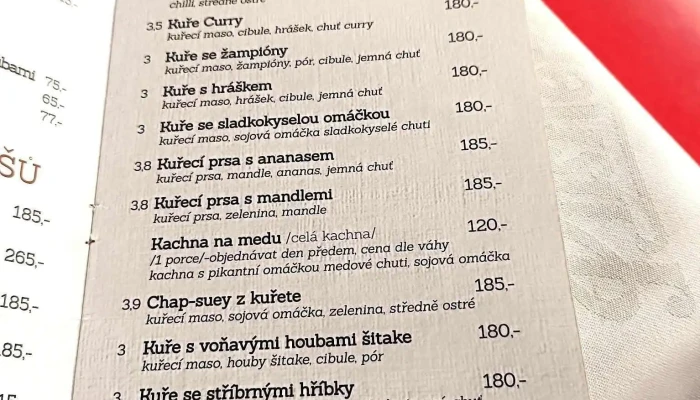 chilli, středně ostré 180,-
3,5 Kuře Curry
kuřecí maso, cibule, hrášek, chuť curry
3 Kuře se žampióny 180,-
kuřecí maso, žampióny, pór, cibule, jemná chuť
3 Kuře s hráškem 180,-
kuřecí maso, hrášek, cibule, jemná chuť
3 Kuře se sladkokyselou omáčkou 180,-
kuřecí maso, sojová omáčka sladkokyselé chuti
3,8 Kuřecí prsa s ananasem 185,-
kuřecí prsa, mandle, ananas, jemná chuť
3,8 Kuřecí prsa s mandlemi 185,-
kuřecí prsa, zelenina, mandle
Kachna na medu /celá kachna/ 120,-
/1 porce/-objednávat den předem, cena dle váhy
kachna s pikantní omáčkou medové chuti, sojová omáčka
3,9 Chap-suey z kuřete 185,-
kuřecí maso, sojová omáčka, zelenina, středně ostré
3 Kuře s voňavými houbami šitake 180,-
kuřecí maso, houby šitake, cibule, pór
3 Kuře se stříbrnými hříbky 180,-
75,-
65,-
77,-
185,-
265,-
185,-